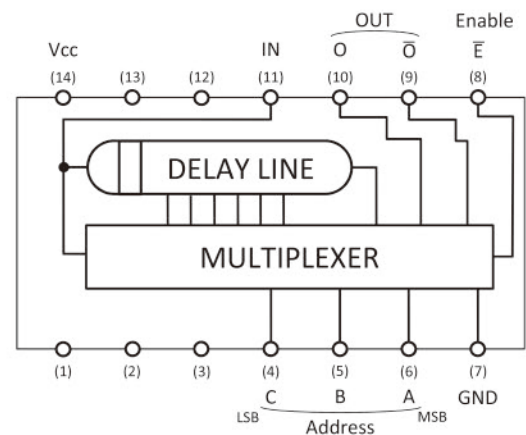 OUT
Enable
Vcc IN O O̅ E̅
(14) (13) (12) (11) (10) (9) (8)
DELAY LINE
MULTIPLEXER
(1) (2) (3) (4) (5) (6) (7)
C B A GND
LSB MSB
Address